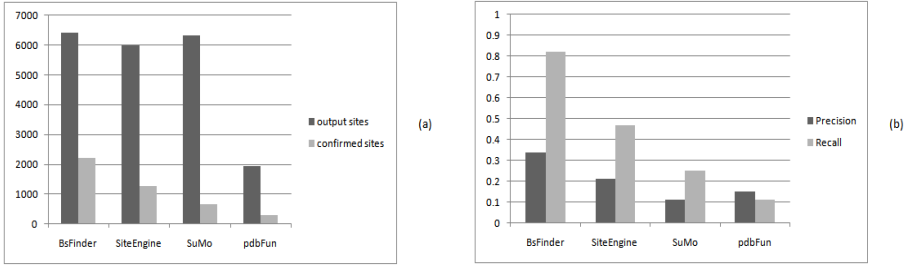 7000
6000
5000
4000
3000
2000
1000
0
BsFinder SiteEngine SuMo pdbFun
output sites
confirmed sites
(a)
1
0.9
0.8
0.7
0.6
0.5
0.4
0.3
0.2
0.1
0
BsFinder SiteEngine SuMo pdbFun
Precision
Recall
(b)